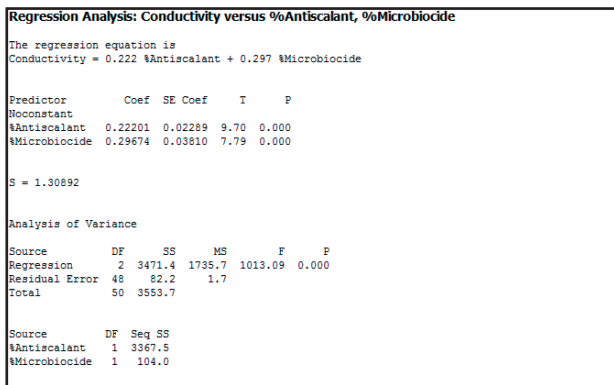 Regression Analysis: Conductivity versus %Antiscalant, %Microbiocide
The regression equation is
Conductivity = 0.222 %Antiscalant + 0.297 %Microbiocide
Predictor Coef SE Coef T P
Noconstant
%Antiscalant 0.22201 0.02289 9.70 0.000
%Microbiocide 0.29674 0.03810 7.79 0.000
S = 1.30892
Analysis of Variance
Source DF SS MS F P
Regression 2 3471.4 1735.7 1013.09 0.000
Residual Error 48 82.2 1.7
Total 50 3553.7
Source DF Seq SS
%Antiscalant 1 3367.5
%Microbiocide 1 104.0